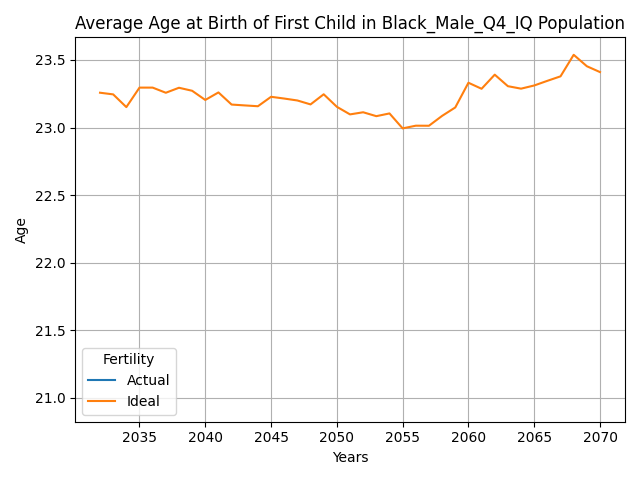 Average Age at Birth of First Child in Black_Male_Q4_IQ Population
23.5
23.0
22.5
22.0
21.5
21.0
Age
Fertility
Actual
Ideal
2035 2040 2045 2050 2055 2060 2065 2070
Years